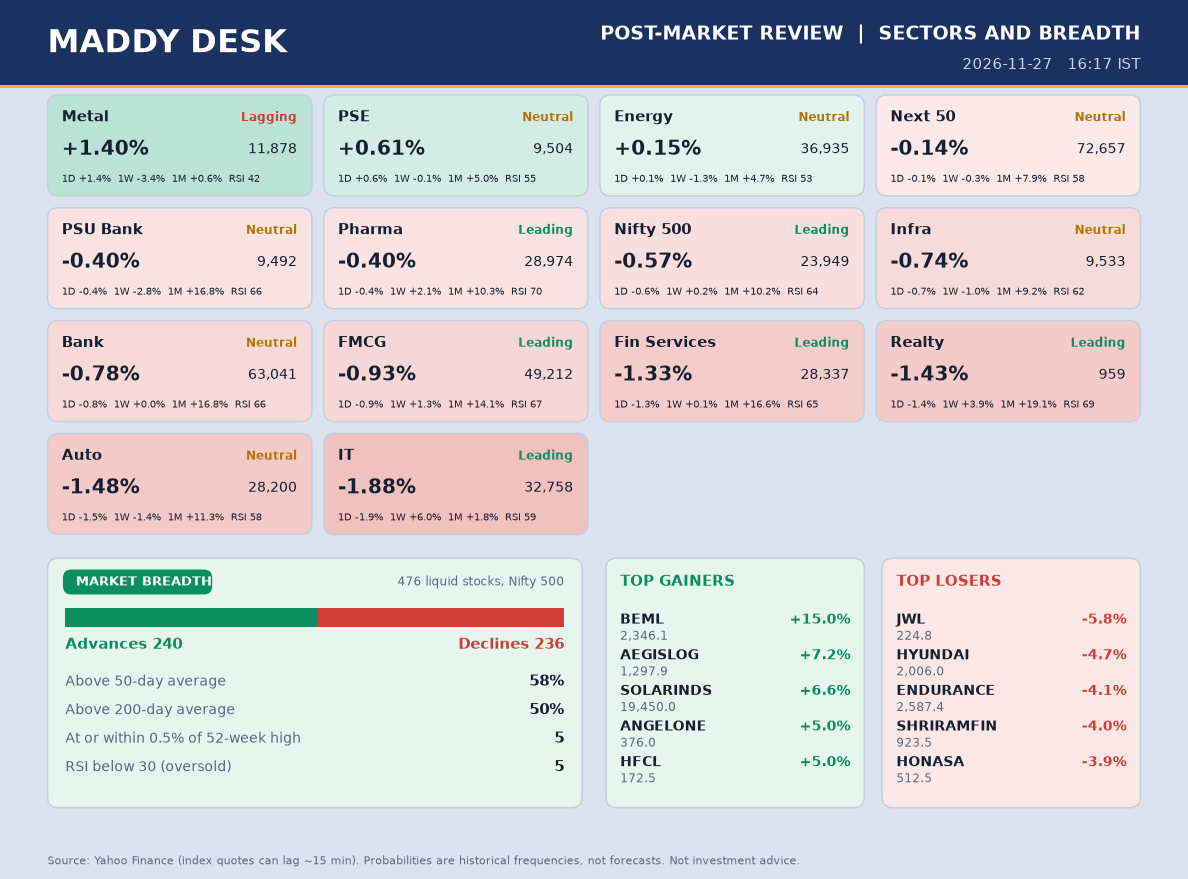 MADDY DESK
POST-MARKET REVIEW | SECTORS AND BREADTH
2026-11-27 16:17 IST
Metal Lagging
+1.40% 11,878
1D +1.4% 1W -3.4% 1M +0.6% RSI 42
PSE Neutral
+0.61% 9,504
1D +0.6% 1W -0.1% 1M +5.0% RSI 55
Energy Neutral
+0.15% 36,935
1D +0.1% 1W -1.3% 1M +4.7% RSI 53
Next 50 Neutral
-0.14% 72,657
1D -0.1% 1W -0.3% 1M +7.9% RSI 58
PSU Bank Neutral
-0.40% 9,492
1D -0.4% 1W -2.8% 1M +16.8% RSI 66
Pharma Leading
-0.40% 28,974
1D -0.4% 1W +2.1% 1M +10.3% RSI 70
Nifty 500 Leading
-0.57% 23,949
1D -0.6% 1W +0.2% 1M +10.2% RSI 64
Infra Neutral
-0.74% 9,533
1D -0.7% 1W -1.0% 1M +9.2% RSI 62
Bank Neutral
-0.78% 63,041
1D -0.8% 1W +0.0% 1M +16.8% RSI 66
FMCG Leading
-0.93% 49,212
1D -0.9% 1W +1.3% 1M +14.1% RSI 67
Fin Services Leading
-1.33% 28,337
1D -1.3% 1W +0.1% 1M +16.6% RSI 65
Realty Leading
-1.43% 959
1D -1.4% 1W +3.9% 1M +19.1% RSI 69
Auto Neutral
-1.48% 28,200
1D -1.5% 1W -1.4% 1M +11.3% RSI 58
IT Leading
-1.88% 32,758
1D -1.9% 1W +6.0% 1M +1.8% RSI 59
MARKET BREADTH 476 liquid stocks, Nifty 500
Advances 240 Declines 236
Above 50-day average 58%
Above 200-day average 50%
At or within 0.5% of 52-week high 5
RSI below 30 (oversold) 5
TOP GAINERS
BEML +15.0%
2,346.1
AEGISLOG +7.2%
1,297.9
SOLARINDS +6.6%
19,450.0
ANGELONE +5.0%
376.0
HFCL +5.0%
172.5
TOP LOSERS
JWL -5.8%
224.8
HYUNDAI -4.7%
2,006.0
ENDURANCE -4.1%
2,587.4
SHRIRAMFIN -4.0%
923.5
HONASA -3.9%
512.5
Source: Yahoo Finance (index quotes can lag ~15 min). Probabilities are historical frequencies, not forecasts. Not investment advice.